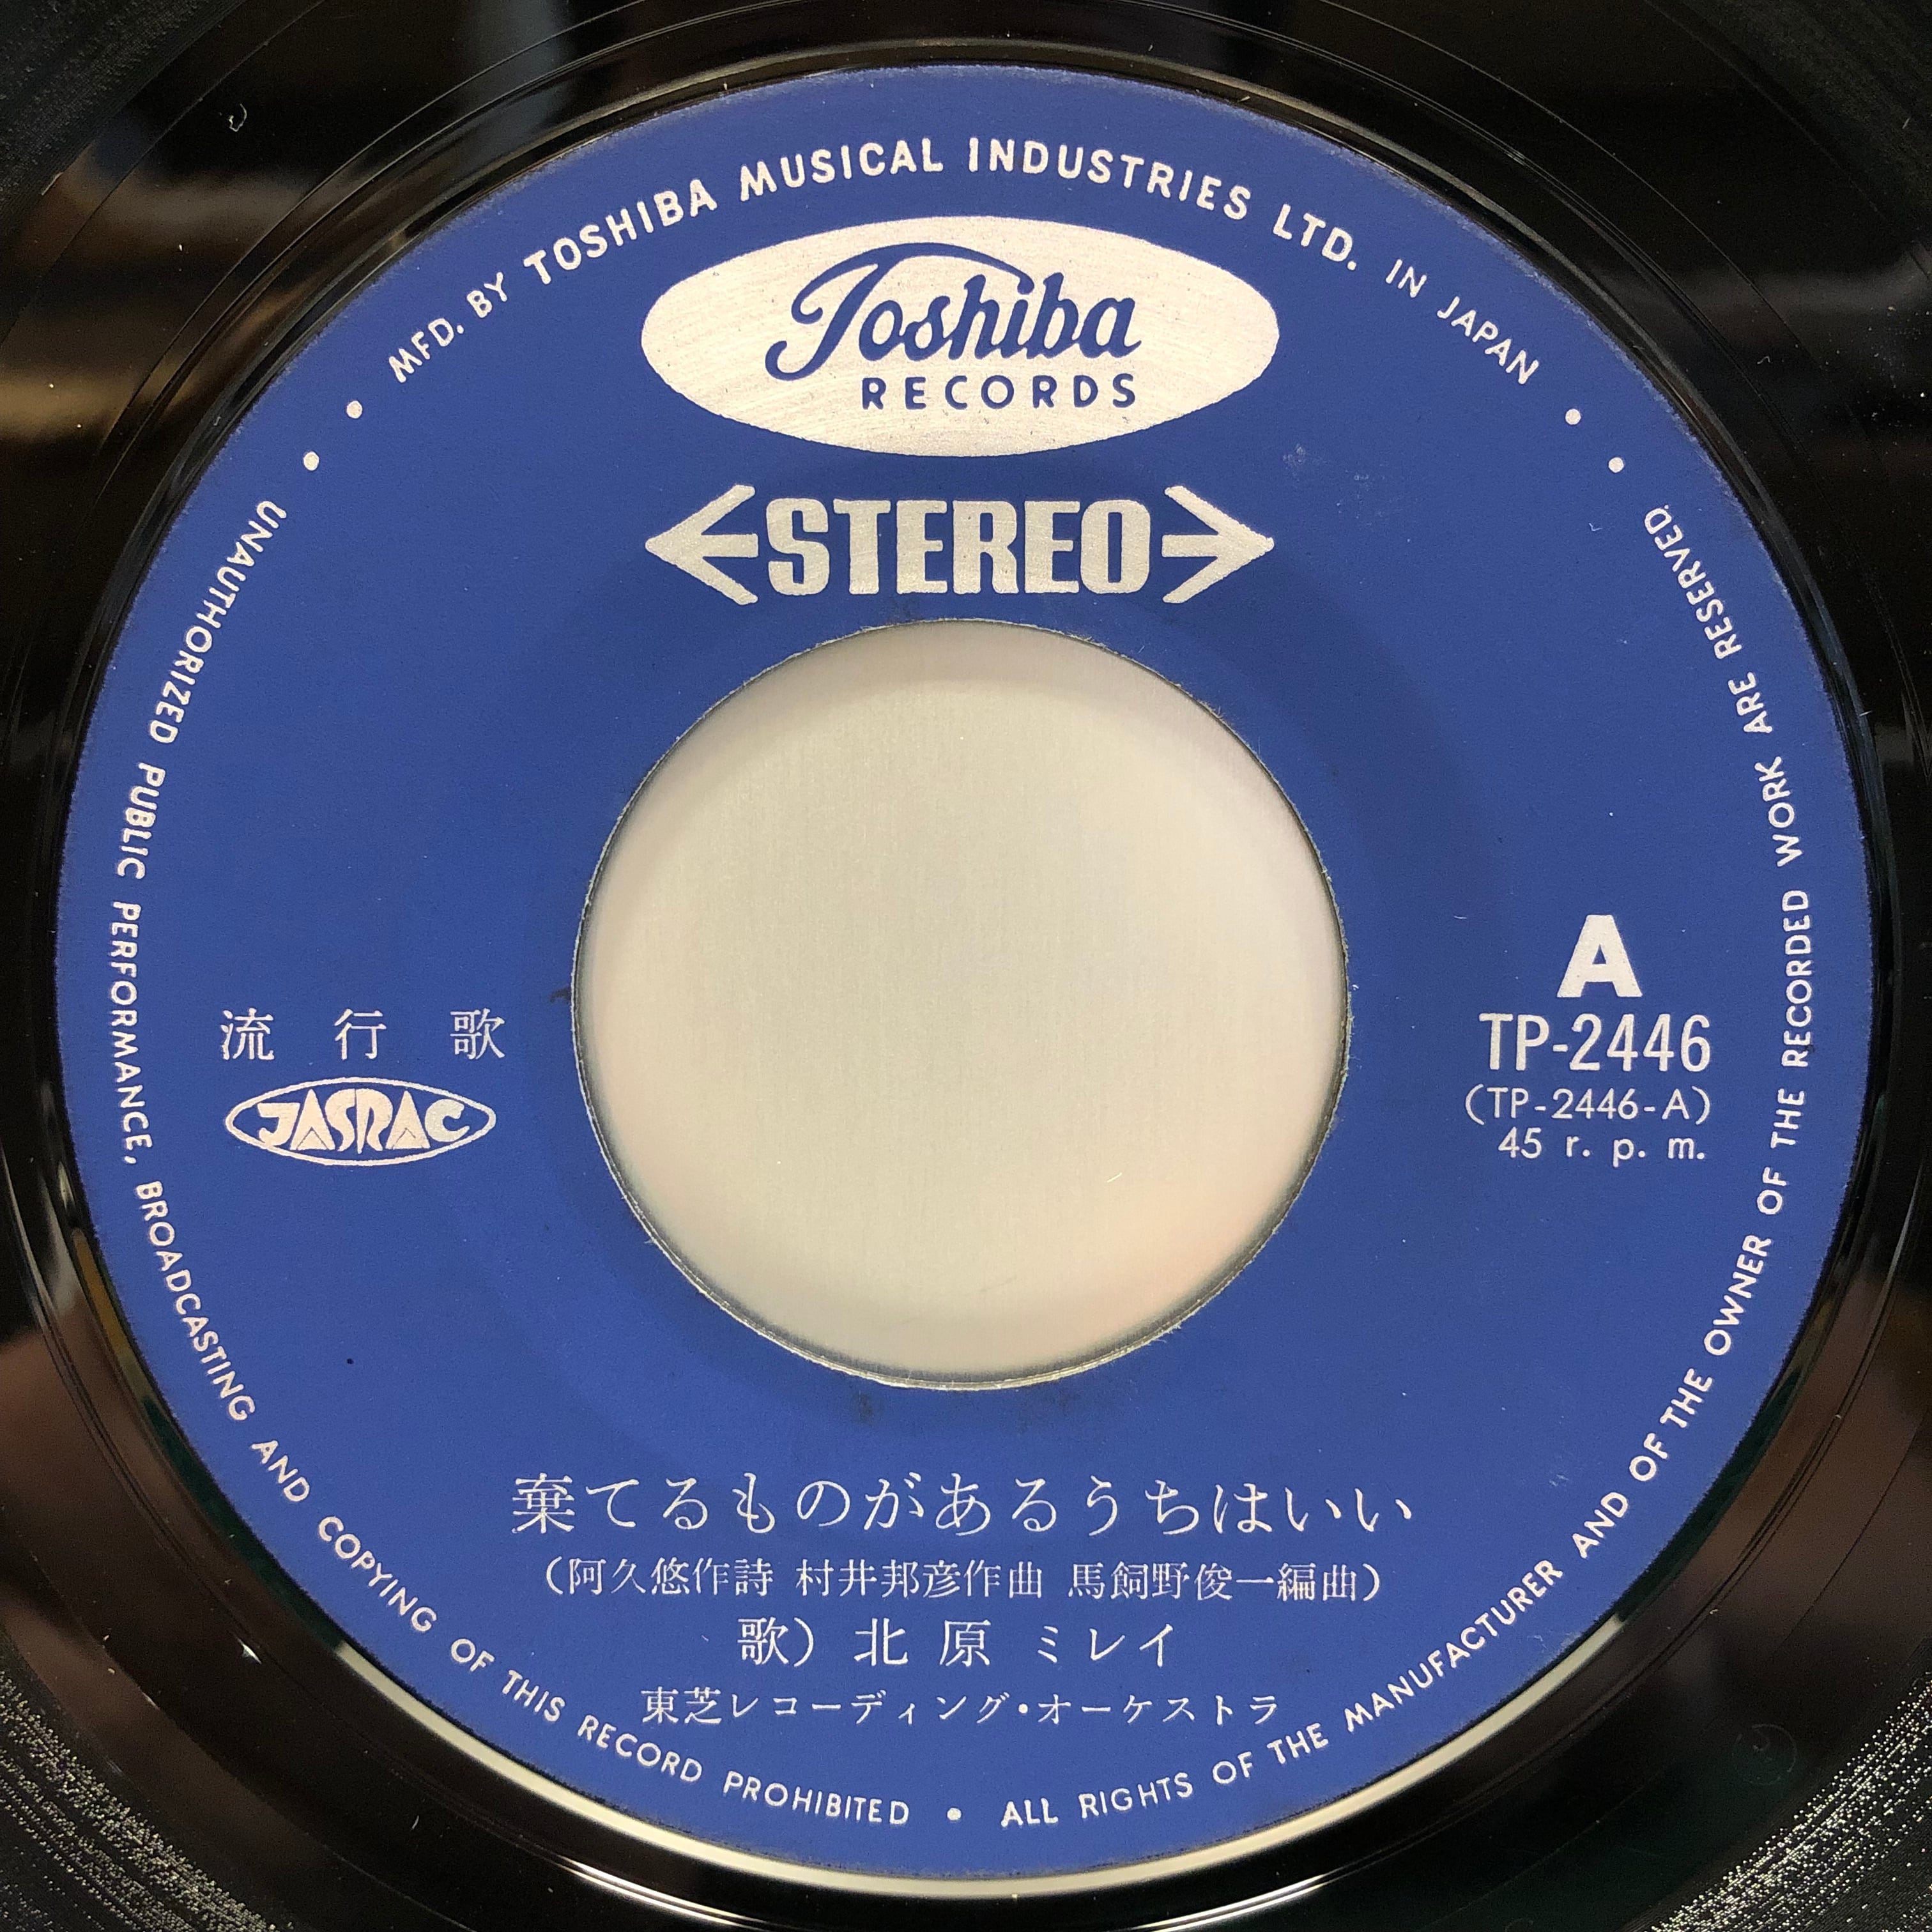 MFD. BY TOSHIBA MUSICAL INDUSTRIES LTD. IN JAPAN
Toshiba
RECORDS
STEREO
A
TP-2446
(TP-2446-A)
45 r. p. m.
流行歌
JASRAC
棄てるものがあるうちはいい
(阿久悠作詩 村井邦彦作曲 馬飼野俊一編曲)
歌) 北原 ミレイ
東芝レコーディング・オーケストラ
UNAUTHORIZED PUBLIC PERFORMANCE, BROADCASTING AND COPYING OF THIS RECORD PROHIBITED • ALL RIGHTS OF THE MANUFACTURER AND OF THE OWNER OF THE RECORDED WORK ARE RESERVED